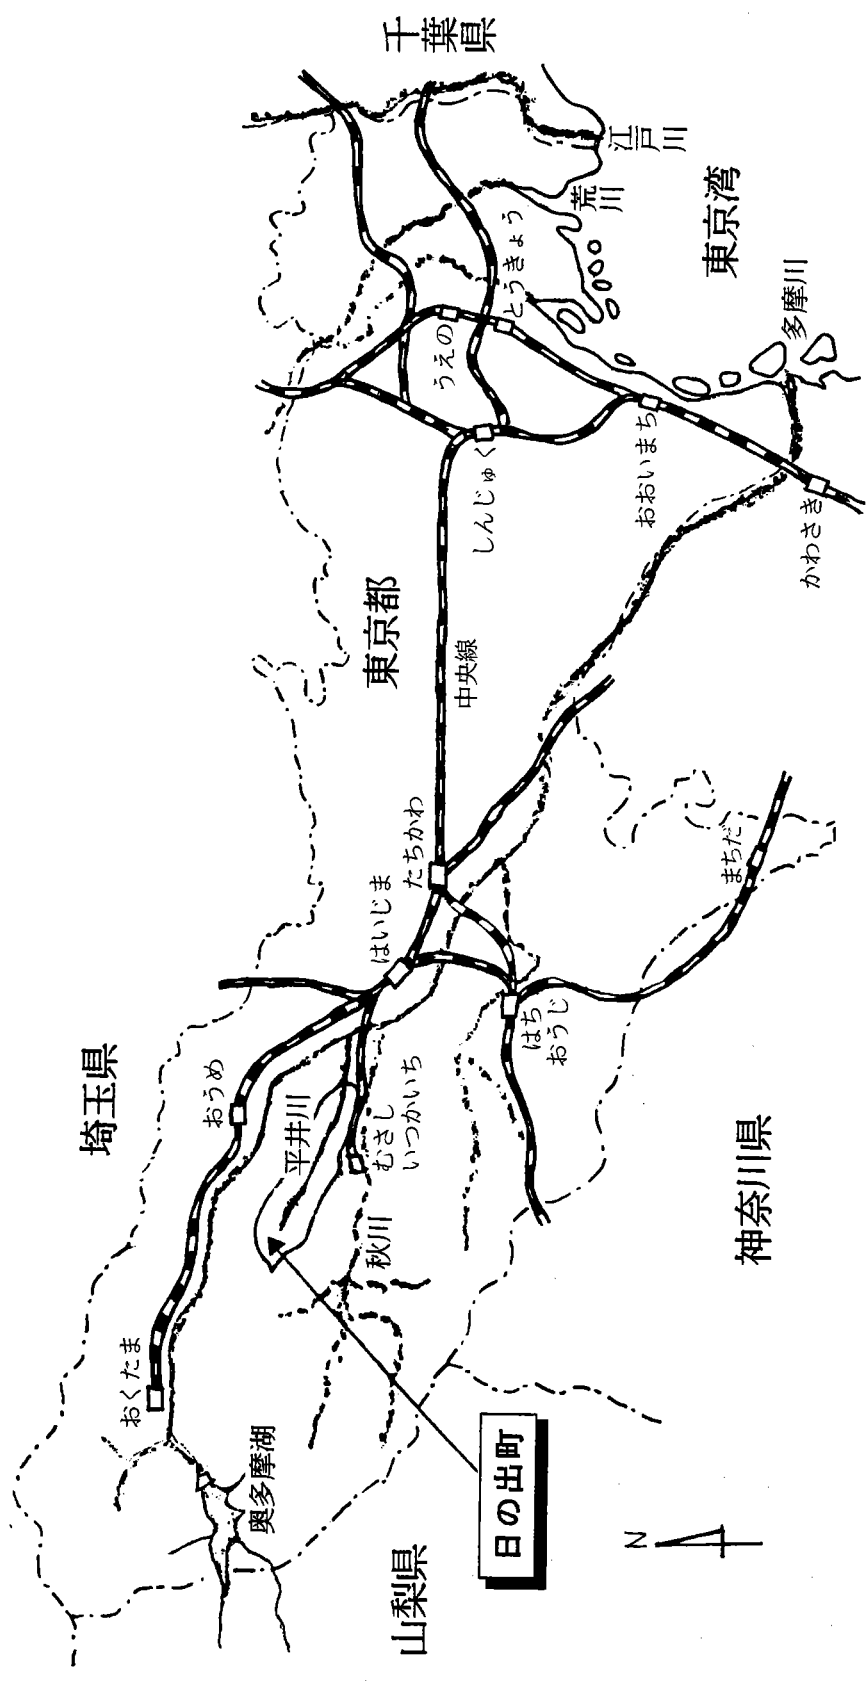 千葉県
江戸川
荒川
東京湾
多摩川
とうきょう
うえの
しんじゅく
おおいまち
かわさき
東京都
中央線
たちかわ
はいじま
まちだ
はち
おうじ
埼玉県
おうめ
平井川
むさし
いつかいち
秋川
神奈川県
おくたま
奥多摩湖
日の出町
山梨県
N